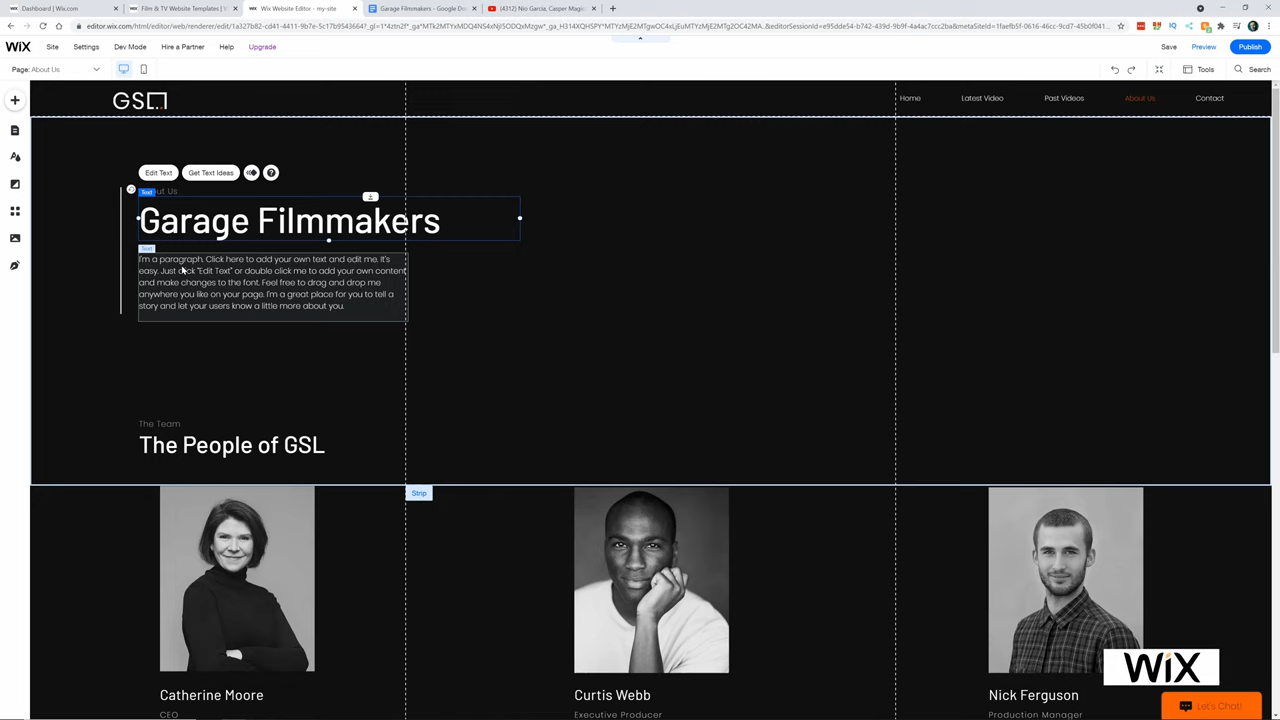 Dashboard | Wix.com
Film & TV Website Templates |
Wix Website Editor - my-site
Garage Filmmakers - Google Do
(4312) Nio Garcia, Casper Magi
WiX
Site
Settings
Dev Mode
Hire a Partner
Help
Upgrade
Save
Preview
Publish
Page: About Us
Tools
Search
GSL
Home
Latest Video
Past Videos
About Us
Contact
Edit Text
Get Text Ideas
Text
ut Us
Garage Filmmakers
Text
I'm a paragraph. Click here to add your own text and edit me. It's
easy. Just click "Edit Text" or double click me to add your own content
and make changes to the font. Feel free to drag and drop me
anywhere you like on your page. I'm a great place for you to tell a
story and let your users know a little more about you.
The Team
The People of GSL
Strip
Catherine Moore
CEO
Curtis Webb
Executive Producer
Nick Ferguson
Production Manager
WiX
Let's Chat!